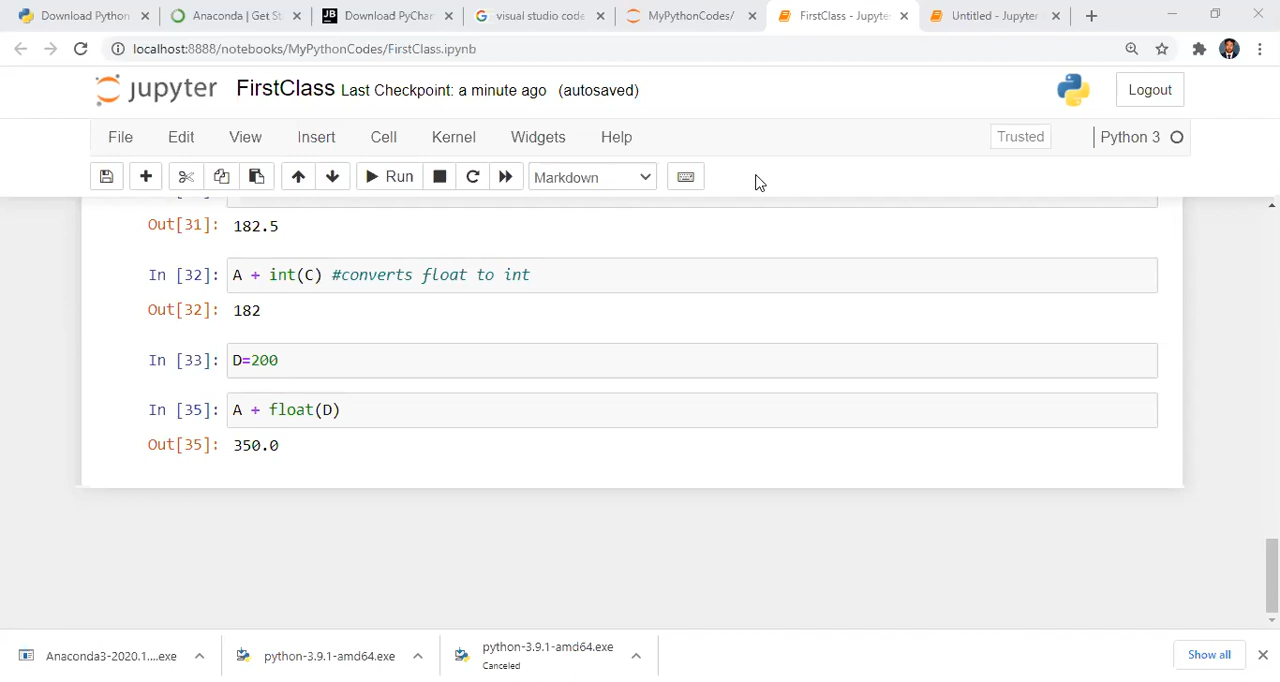 Download Python
Anaconda | Get St
Download PyChar
visual studio code
MyPythonCodes/
FirstClass - Jupyte
Untitled - Jupyter
localhost:8888/notebooks/MyPythonCodes/FirstClass.ipynb
jupyter FirstClass Last Checkpoint: a minute ago (autosaved)
Logout
File Edit View Insert Cell Kernel Widgets Help
Trusted
Python 3
Run
Markdown
Out[31]: 182.5
In [32]: A + int(C) #converts float to int
Out[32]: 182
In [33]: D=200
In [35]: A + float(D)
Out[35]: 350.0
Anaconda3-2020.1....exe
python-3.9.1-amd64.exe
python-3.9.1-amd64.exe
Canceled
Show all